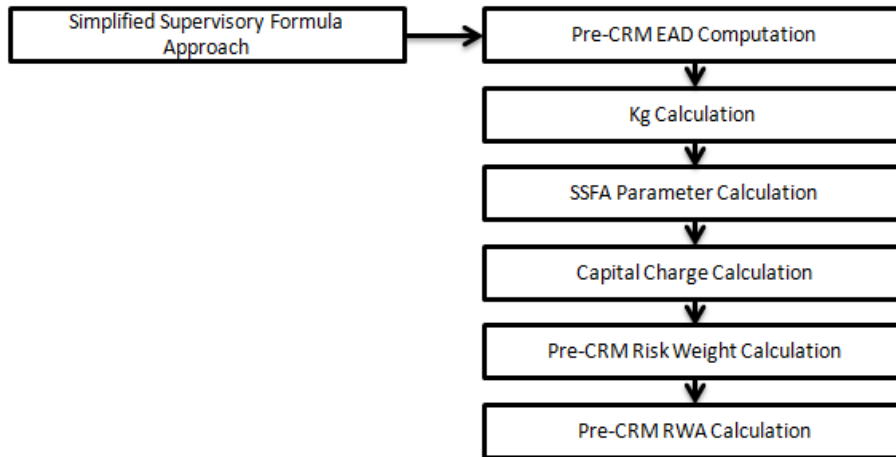 Simplified Supervisory Formula
Approach
Pre-CRM EAD Computation
Kg Calculation
SSFA Parameter Calculation
Capital Charge Calculation
Pre-CRM Risk Weight Calculation
Pre-CRM RWA Calculation